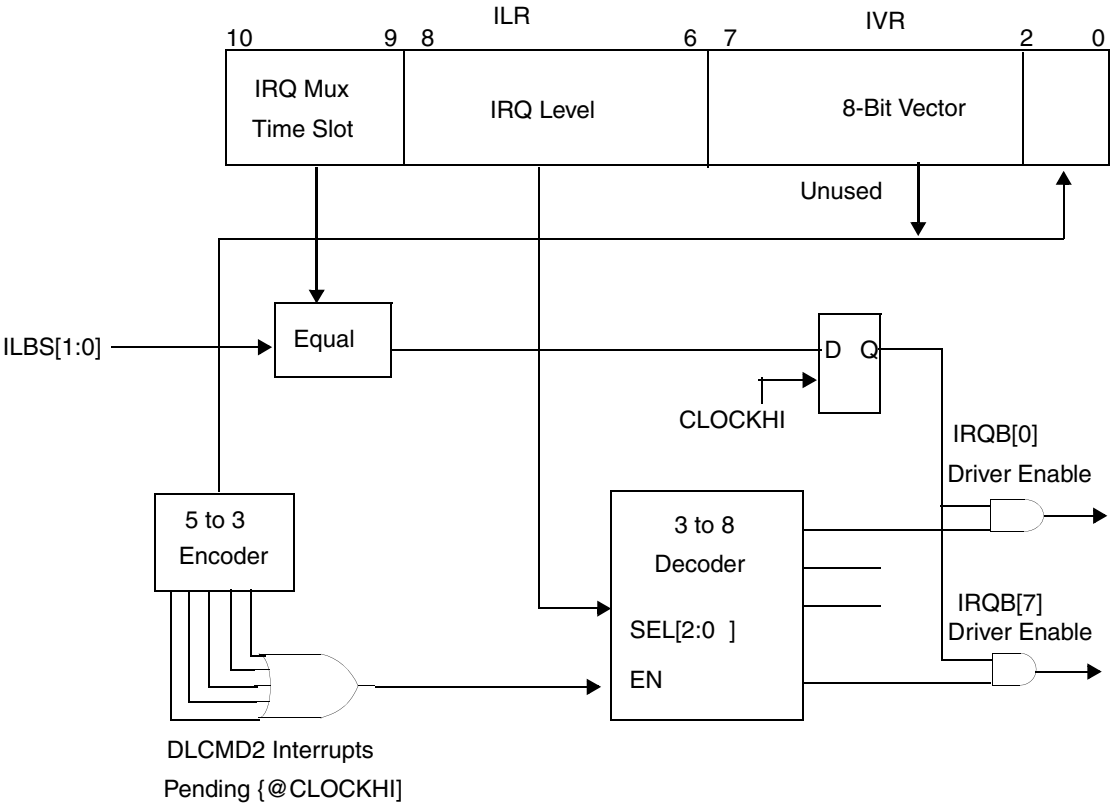 ILR
IVR
10
9
8
6
7
2
0
IRQ Mux
Time Slot
IRQ Level
8-Bit Vector
Unused
ILBS[1:0]
Equal
D Q
CLOCKHI
IRQB[0]
Driver Enable
5 to 3
Encoder
3 to 8
Decoder
SEL[2:0 ]
EN
IRQB[7]
Driver Enable
DLCMD2 Interrupts
Pending {@CLOCKHI]